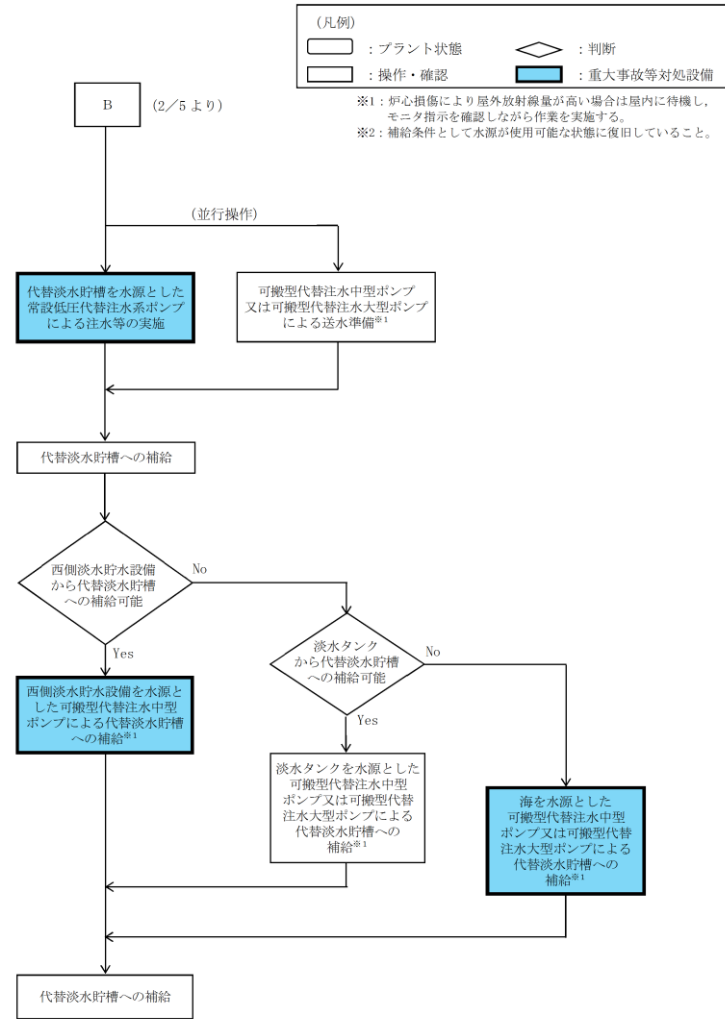 (凡例)
：プラント状態
：判断
：操作・確認
：重大事故等対処設備
※1：炉心損傷により屋外放射線量が高い場合は屋内に待機し，
モニタ指示を確認しながら作業を実施する。
※2：補給条件として水源が使用可能な状態に復旧していること。
B
(2／5 より)
(並行操作)
代替淡水貯槽を水源とした
常設低圧代替注水系ポンプ
による注水等の実施
可搬型代替注水中型ポンプ
又は可搬型代替注水大型ポンプ
による送水準備※1
代替淡水貯槽への補給
西側淡水貯水設備
から代替淡水貯槽
への補給可能
No
Yes
淡水タンク
から代替淡水貯槽
への補給可能
No
Yes
西側淡水貯水設備を水源と
した可搬型代替注水中型
ポンプによる代替淡水貯槽
への補給※1
淡水タンクを水源とした
可搬型代替注水中型
ポンプ又は可搬型代替
注水大型ポンプによる
代替淡水貯槽への
補給※1
海を水源とした
可搬型代替注水中型
ポンプ又は可搬型代替
注水大型ポンプによる
代替淡水貯槽への
補給※1
代替淡水貯槽への補給